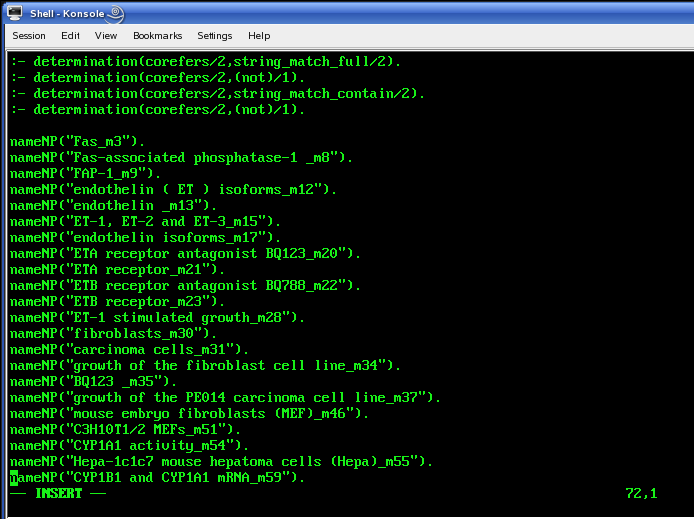 Shell - Konsole
Session Edit View Bookmarks Settings Help
:- determination(corefers/2,string_match_full/2).
:- determination(corefers/2,(not)/1).
:- determination(corefers/2,string_match_contain/2).
:- determination(corefers/2,(not)/1).
nameNP("Fas_m3").
nameNP("Fas-associated phosphatase-1 _m8").
nameNP("FAP-1_m9").
nameNP("endothelin ( ET ) isoforms_m12").
nameNP("endothelin _m13").
nameNP("ET-1, ET-2 and ET-3_m15").
nameNP("endothelin isoforms_m17").
nameNP("ETA receptor antagonist BQ123_m20").
nameNP("ETA receptor_m21").
nameNP("ETB receptor antagonist BQ788_m22").
nameNP("ETB receptor_m23").
nameNP("ET-1 stimulated growth_m28").
nameNP("fibroblasts_m30").
nameNP("carcinoma cells_m31").
nameNP("growth of the fibroblast cell line_m34").
nameNP("BQ123 _m35").
nameNP("growth of the PE014 carcinoma cell line_m37").
nameNP("mouse embryo fibroblasts (MEF)_m46").
nameNP("C3H10T1/2 MEFs_m51").
nameNP("CYP1A1 activity_m54").
nameNP("Hepa-1c1c7 mouse hepatoma cells (Hepa)_m55").
nameNP("CYP1B1 and CYP1A1 mRNA_m59").
-- INSERT -- 72,1